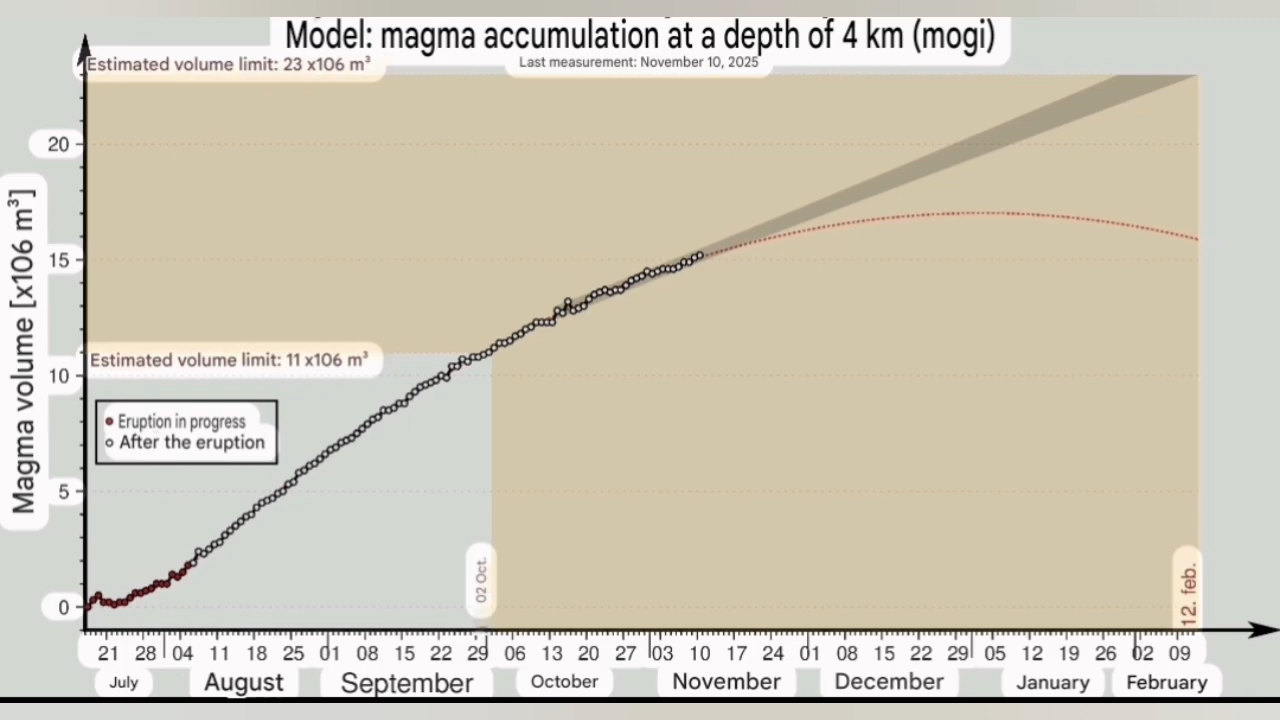 Model: magma accumulation at a depth of 4 km (mogi)
Last measurement: November 10, 2025
Estimated volume limit: 23 x106 m³
Estimated volume limit: 11 x106 m³
Magma volume [x106 m³]
20
15
10
5
0
Eruption in progress
After the eruption
02 Oct.
12. feb.
21 28 04 11 18 25 01 08 15 22 29 06 13 20 27 03 10 17 24 01 08 15 22 29 05 12 19 26 02 09
July August September October November December January February